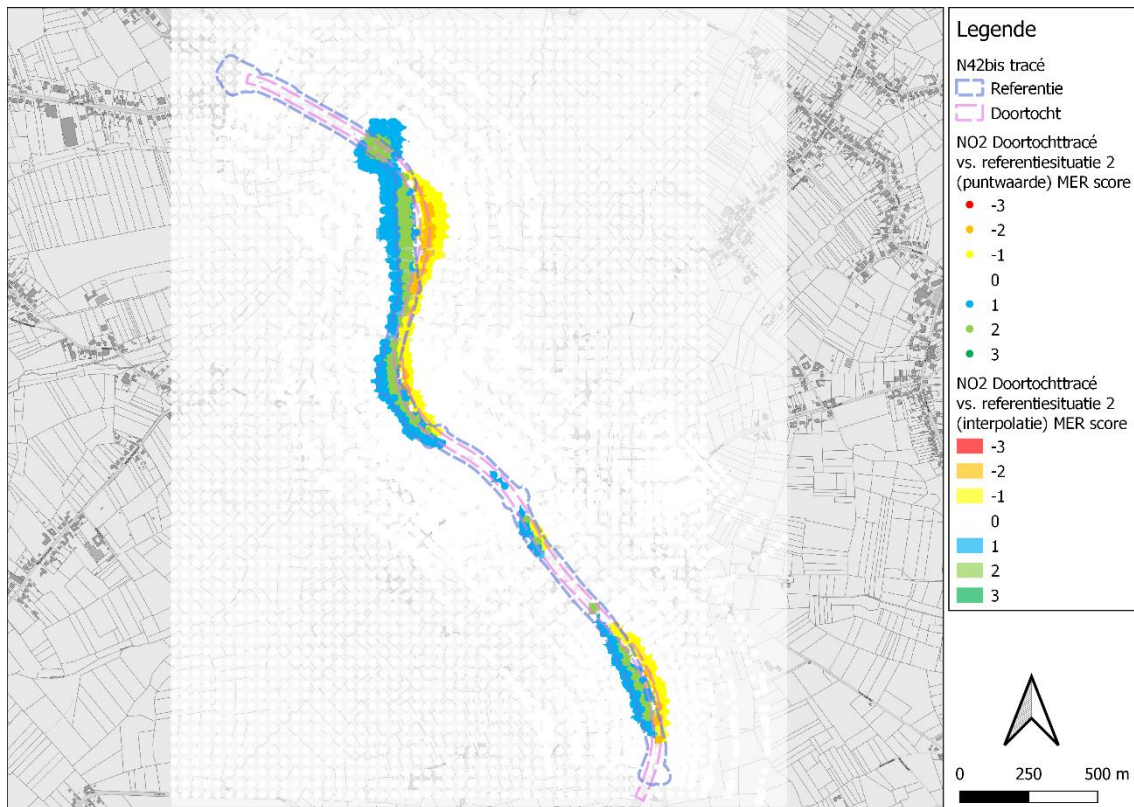 Legende
N42bis tracé
Referentie
Doortocht
NO2 Doortochttracé
vs. referentiesituatie 2
(puntwaarde) MER score
-3
-2
-1
0
1
2
3
NO2 Doortochttracé
vs. referentiesituatie 2
(interpolatie) MER score
-3
-2
-1
0
1
2
3
0 250 500 m